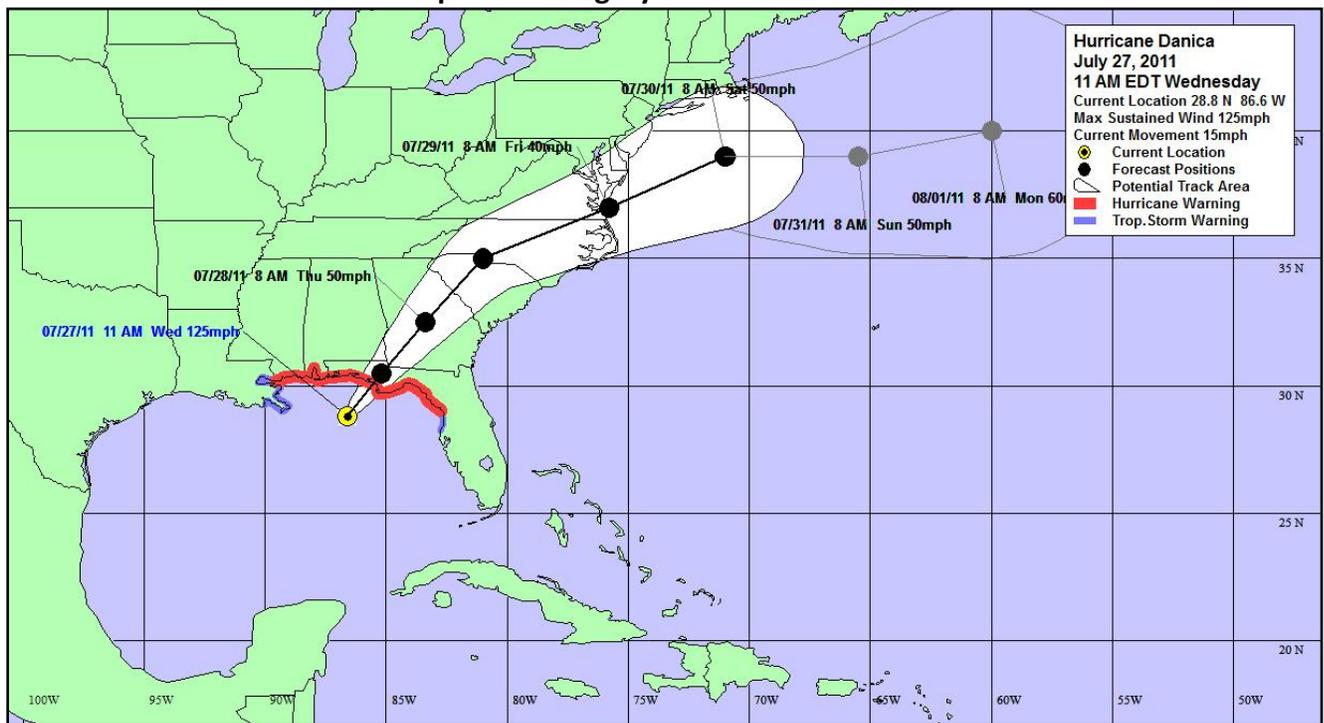 Hurricane Danica
July 27, 2011
11 AM EDT Wednesday
Current Location 28.8 N 86.6 W
Max Sustained Wind 125mph
Current Movement 15mph
Current Location
Forecast Positions
Potential Track Area
Hurricane Warning
Trop.Storm Warning
07/30/11 8 AM Sat 50mph
07/29/11 8 AM Fri 40mph
08/01/11 8 AM Mon
07/31/11 8 AM Sun 50mph
07/28/11 8 AM Thu 50mph
07/27/11 11 AM Wed 125mph
N
35 N
30 N
25 N
20 N
100W 95W 90W 85W 80W 75W 70W 65W 60W 55W 50W